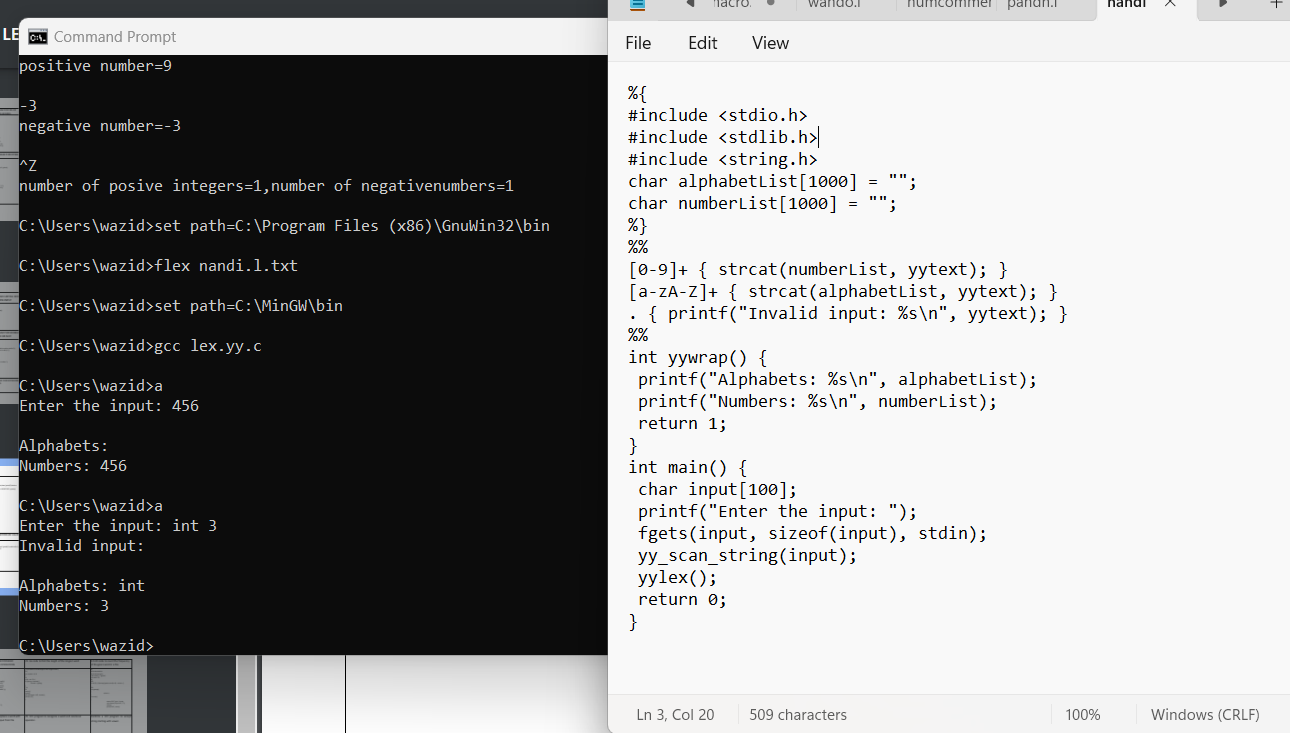 LE
Command Prompt
positive number=9
-3
negative number=-3
^Z
number of posive integers=1,number of negativenumbers=1
C:\Users\wazid>set path=C:\Program Files (x86)\GnuWin32\bin
C:\Users\wazid>flex nandi.l.txt
C:\Users\wazid>set path=C:\MinGW\bin
C:\Users\wazid>gcc lex.yy.c
C:\Users\wazid>a
Enter the input: 456
Alphabets:
Numbers: 456
C:\Users\wazid>a
Enter the input: int 3
Invalid input:
Alphabets: int
Numbers: 3
C:\Users\wazid>
wando.l numcommer pandn.l nandi
File Edit View
%{
#include <stdio.h>
#include <stdlib.h>
#include <string.h>
char alphabetList[1000] = "";
char numberList[1000] = "";
%}
%%
[0-9]+ { strcat(numberList, yytext); }
[a-zA-Z]+ { strcat(alphabetList, yytext); }
. { printf("Invalid input: %s\n", yytext); }
%%
int yywrap() {
printf("Alphabets: %s\n", alphabetList);
printf("Numbers: %s\n", numberList);
return 1;
}
int main() {
char input[100];
printf("Enter the input: ");
fgets(input, sizeof(input), stdin);
yy_scan_string(input);
yylex();
return 0;
}
Ln 3, Col 20 509 characters 100% Windows (CRLF)